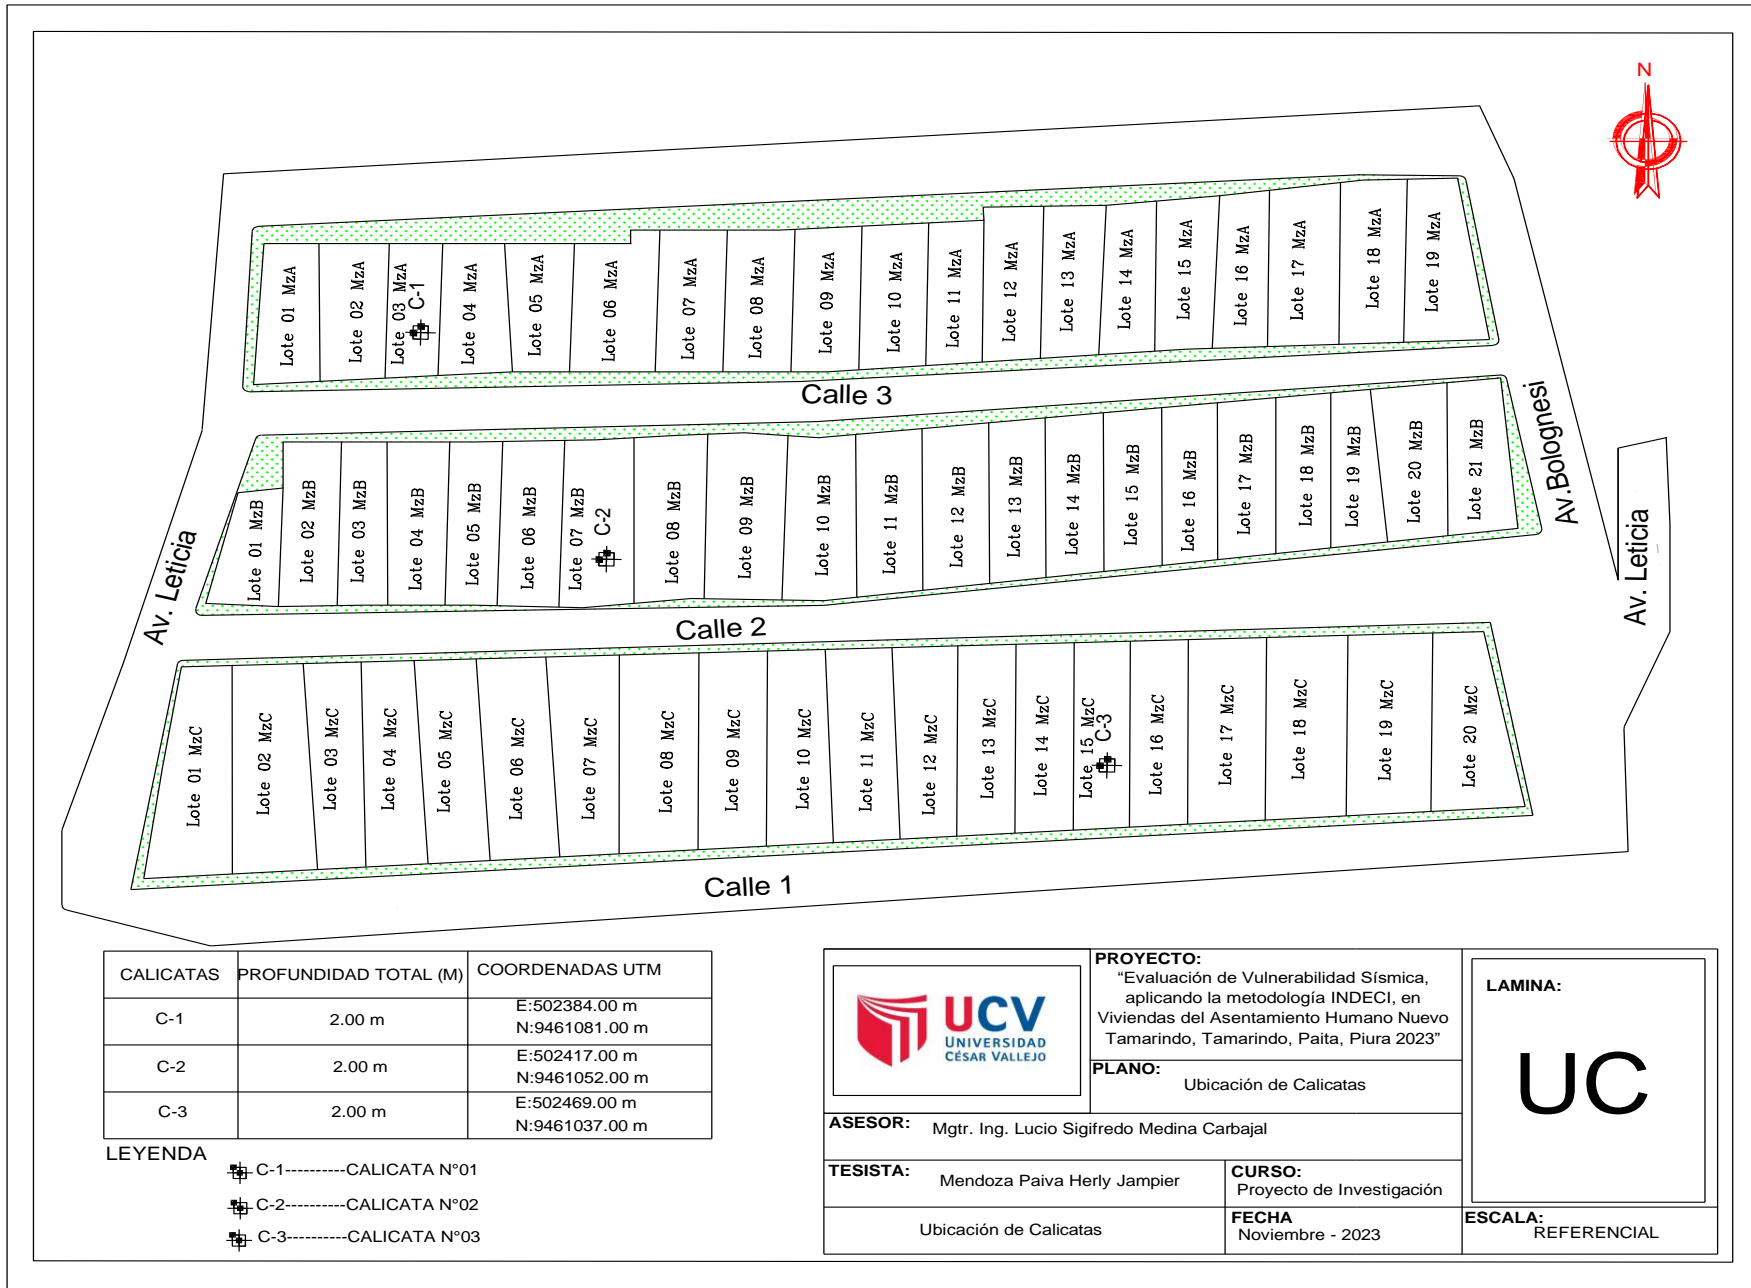 N
Lote 01 MzA
Lote 02 MzA
Lote 03 MzA
C-1
Lote 04 MzA
Lote 05 MzA
Lote 06 MzA
Lote 07 MzA
Lote 08 MzA
Lote 09 MzA
Lote 10 MzA
Lote 11 MzA
Lote 12 MzA
Lote 13 MzA
Lote 14 MzA
Lote 15 MzA
Lote 16 MzA
Lote 17 MzA
Lote 18 MzA
Lote 19 MzA
Calle 3
Av. Leticia
Lote 01 MzB
Lote 02 MzB
Lote 03 MzB
Lote 04 MzB
Lote 05 MzB
Lote 06 MzB
Lote 07 MzB
C-2
Lote 08 MzB
Lote 09 MzB
Lote 10 MzB
Lote 11 MzB
Lote 12 MzB
Lote 13 MzB
Lote 14 MzB
Lote 15 MzB
Lote 16 MzB
Lote 17 MzB
Lote 18 MzB
Lote 19 MzB
Lote 20 MzB
Lote 21 MzB
Av.Bolognesi
Av. Leticia
Calle 2
Lote 01 MzC
Lote 02 MzC
Lote 03 MzC
Lote 04 MzC
Lote 05 MzC
Lote 06 MzC
Lote 07 MzC
Lote 08 MzC
Lote 09 MzC
Lote 10 MzC
Lote 11 MzC
Lote 12 MzC
Lote 13 MzC
Lote 14 MzC
Lote 15 MzC
C-3
Lote 16 MzC
Lote 17 MzC
Lote 18 MzC
Lote 19 MzC
Lote 20 MzC
Calle 1
CALICATAS PROFUNDIDAD TOTAL (M) COORDENADAS UTM
C-1 2.00 m E:502384.00 m
N:9461081.00 m
C-2 2.00 m E:502417.00 m
N:9461052.00 m
C-3 2.00 m E:502469.00 m
N:9461037.00 m
LEYENDA
C-1----------CALICATA N°01
C-2----------CALICATA N°02
C-3----------CALICATA N°03
UCV
UNIVERSIDAD
CÉSAR VALLEJO
PROYECTO:
“Evaluación de Vulnerabilidad Sísmica,
aplicando la metodología INDECI, en
Viviendas del Asentamiento Humano Nuevo
Tamarindo, Tamarindo, Paita, Piura 2023”
PLANO:
Ubicación de Calicatas
ASESOR: Mgtr. Ing. Lucio Sigifredo Medina Carbajal
TESISTA: Mendoza Paiva Herly Jampier
CURSO:
Proyecto de Investigación
Ubicación de Calicatas
FECHA
Noviembre - 2023
LAMINA:
UC
ESCALA:
REFERENCIAL